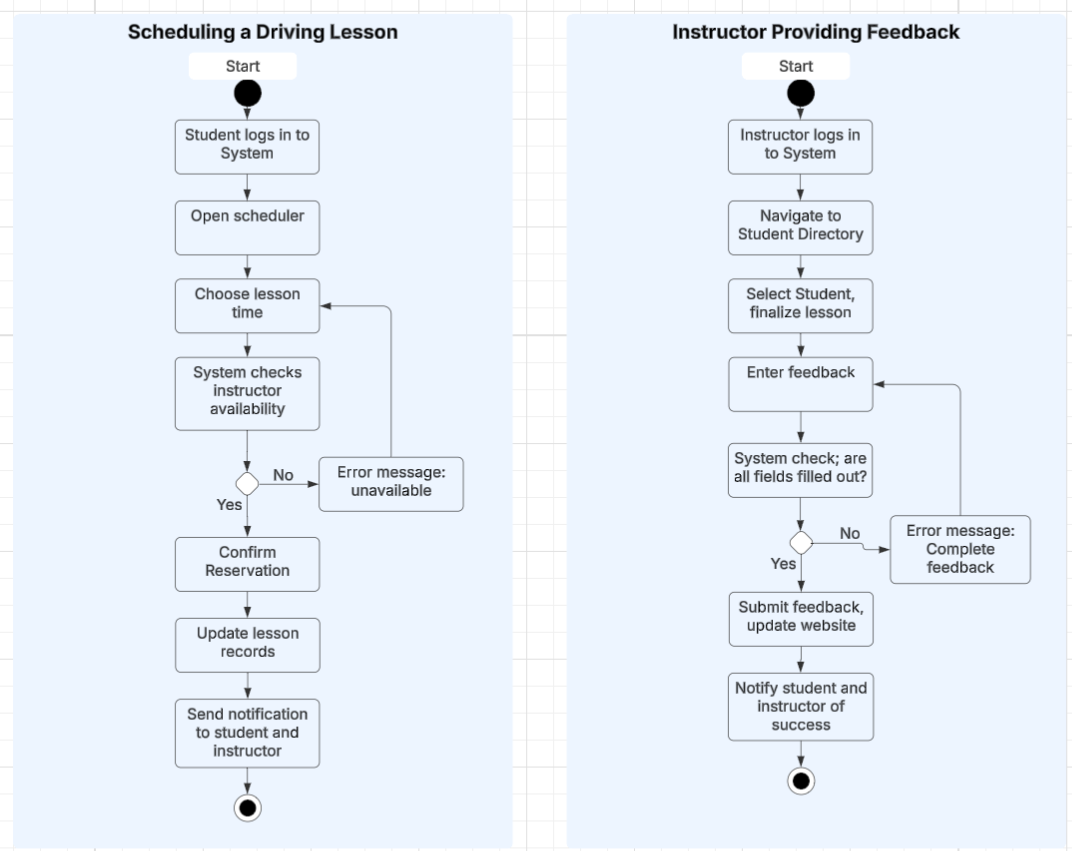 Scheduling a Driving Lesson
Start
Student logs in to
System
Open scheduler
Choose lesson
time
System checks
instructor
availability
No
Error message:
unavailable
Yes
Confirm
Reservation
Update lesson
records
Send notification
to student and
instructor
Instructor Providing Feedback
Start
Instructor logs in
to System
Navigate to
Student Directory
Select Student,
finalize lesson
Enter feedback
System check; are
all fields filled out?
No
Error message:
Complete
feedback
Yes
Submit feedback,
update website
Notify student and
instructor of
success